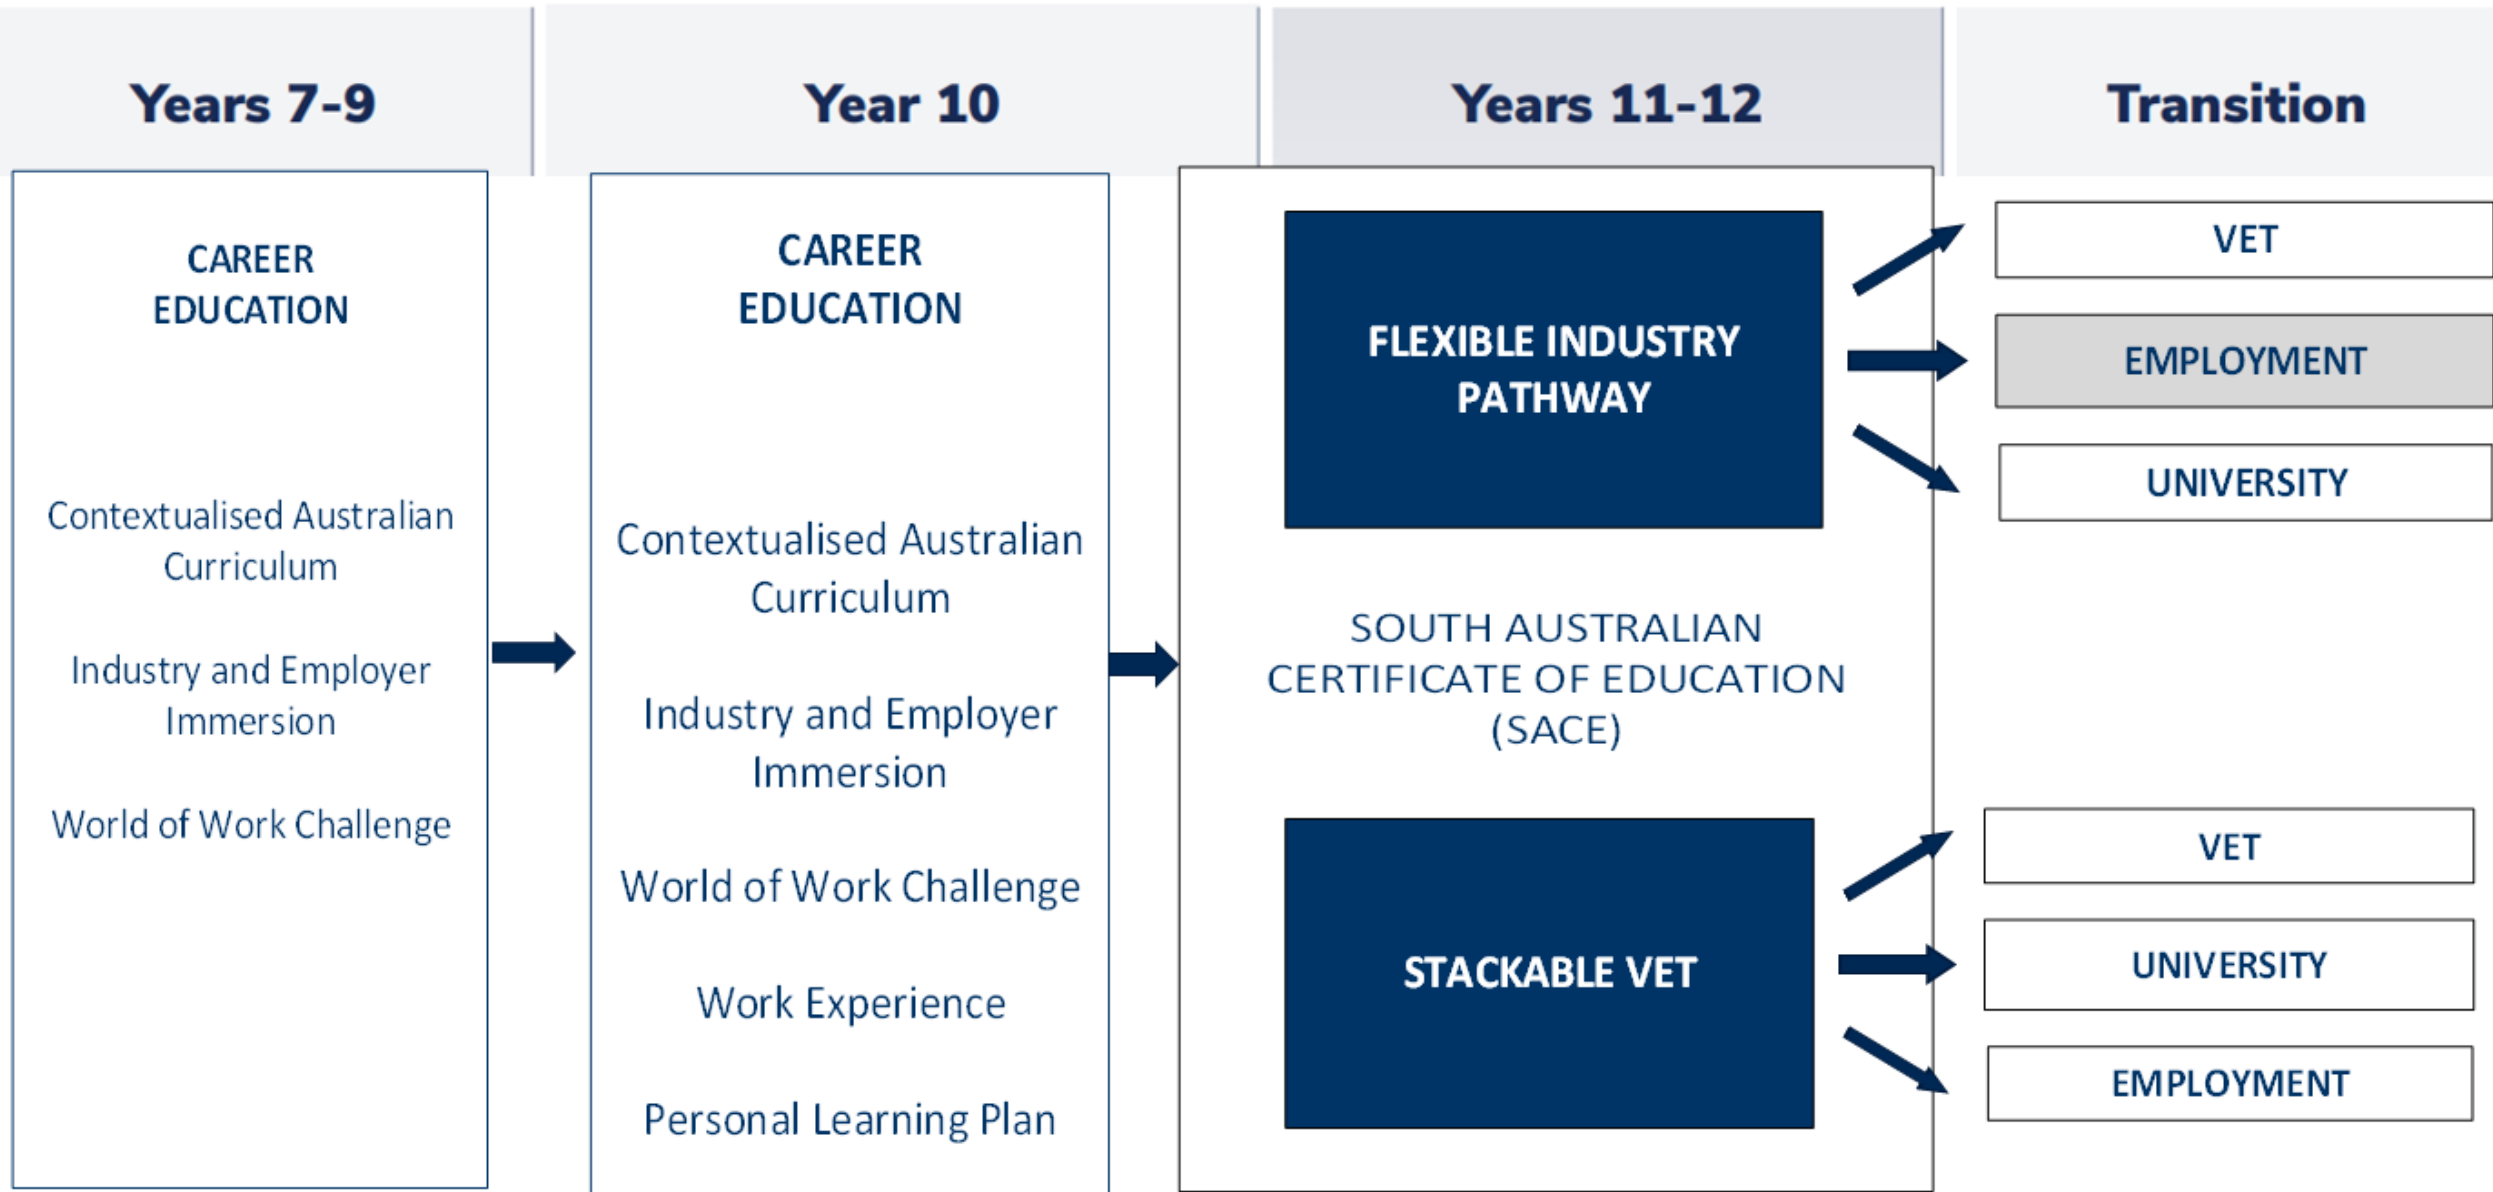 Years 7-9
Year 10
Years 11-12
Transition
CAREER
EDUCATION
Contextualised Australian
Curriculum
Industry and Employer
Immersion
World of Work Challenge
CAREER
EDUCATION
Contextualised Australian
Curriculum
Industry and Employer
Immersion
World of Work Challenge
Work Experience
Personal Learning Plan
FLEXIBLE INDUSTRY
PATHWAY
SOUTH AUSTRALIAN
CERTIFICATE OF EDUCATION
(SACE)
STACKABLE VET
VET
EMPLOYMENT
UNIVERSITY
VET
UNIVERSITY
EMPLOYMENT